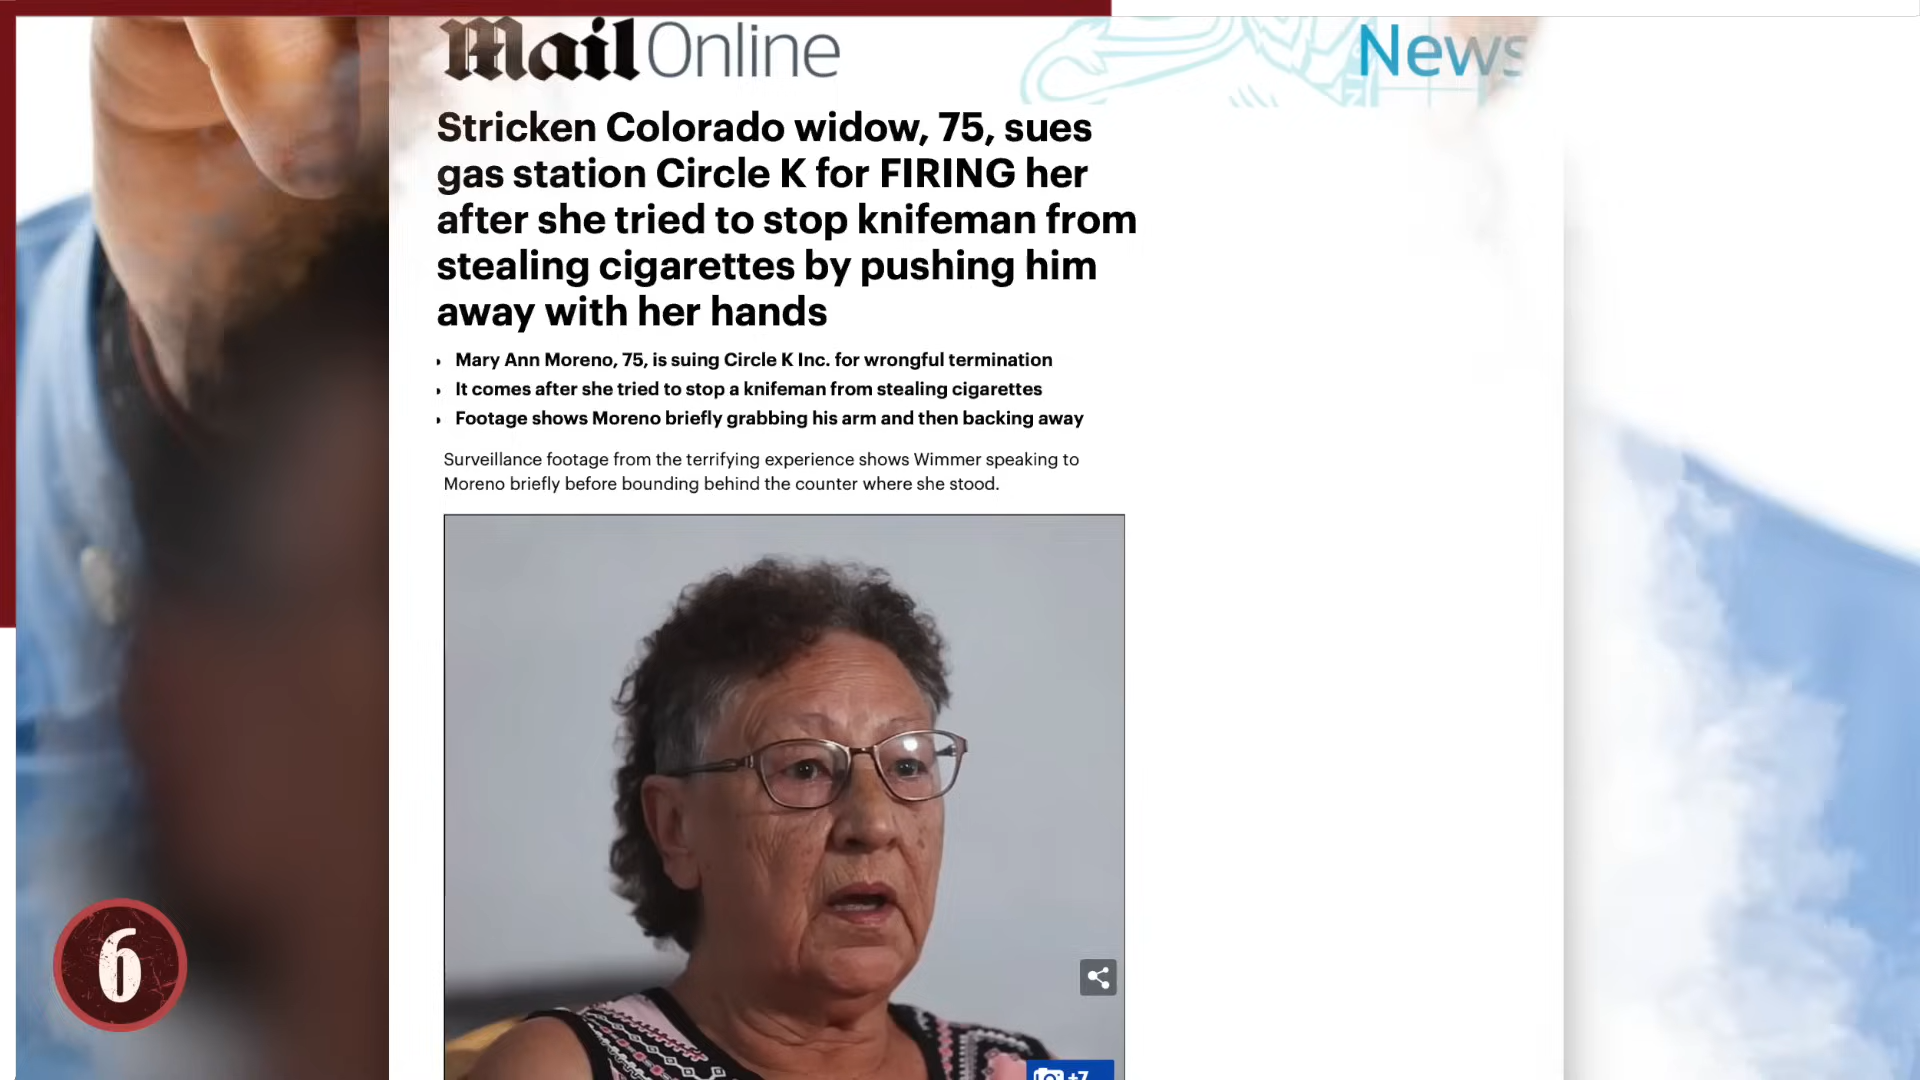 Mail Online
News
Stricken Colorado widow, 75, sues
gas station Circle K for FIRING her
after she tried to stop knifeman from
stealing cigarettes by pushing him
away with her hands
Mary Ann Moreno, 75, is suing Circle K Inc. for wrongful termination
It comes after she tried to stop a knifeman from stealing cigarettes
Footage shows Moreno briefly grabbing his arm and then backing away
Surveillance footage from the terrifying experience shows Wimmer speaking to
Moreno briefly before bounding behind the counter where she stood.
+7
6